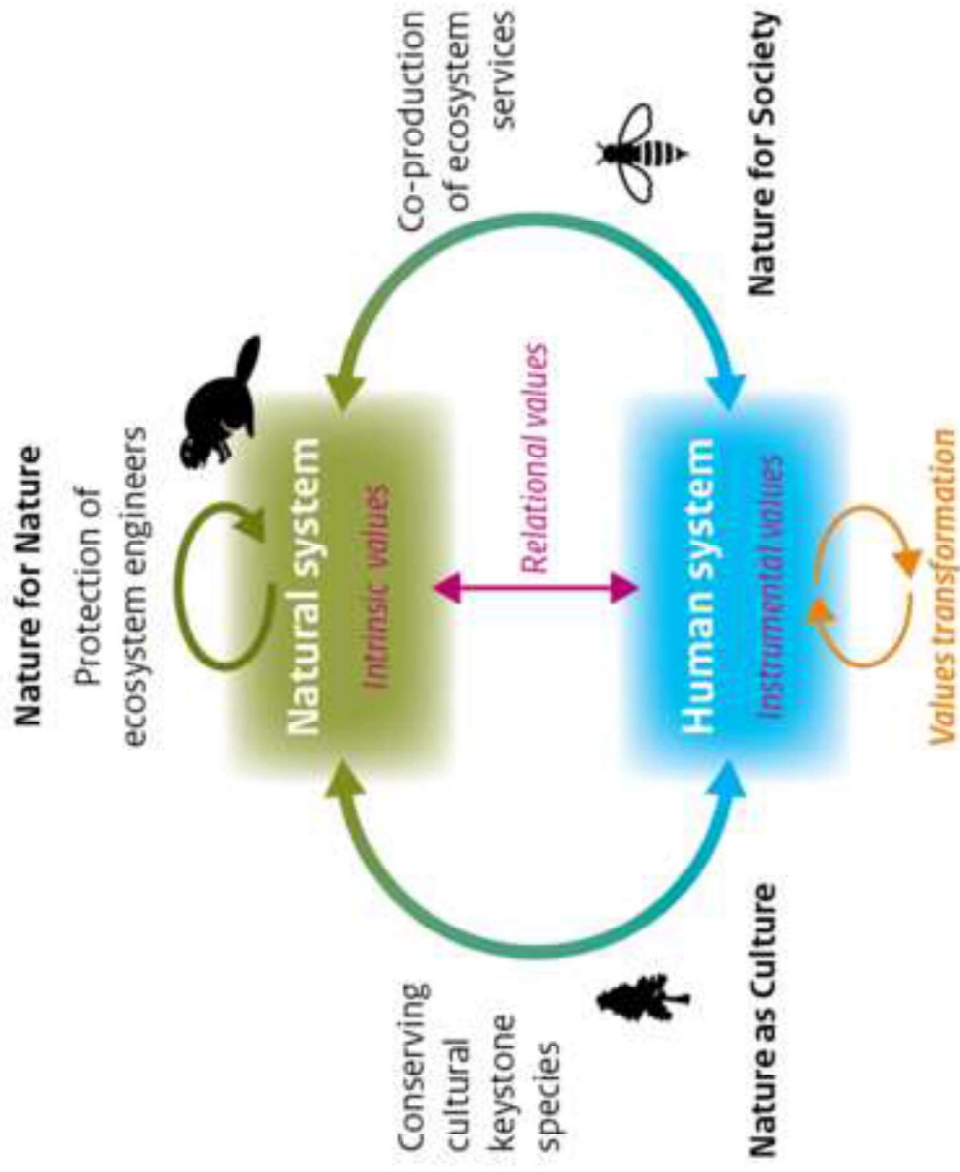 Nature for Nature
Protection of
ecosystem engineers
Natural system
Intrinsic values
Conserving
cultural
keystone
species
Nature as Culture
Relational values
Co-production
of ecosystem
services
Nature for Society
Human system
Instrumental values
Values transformation